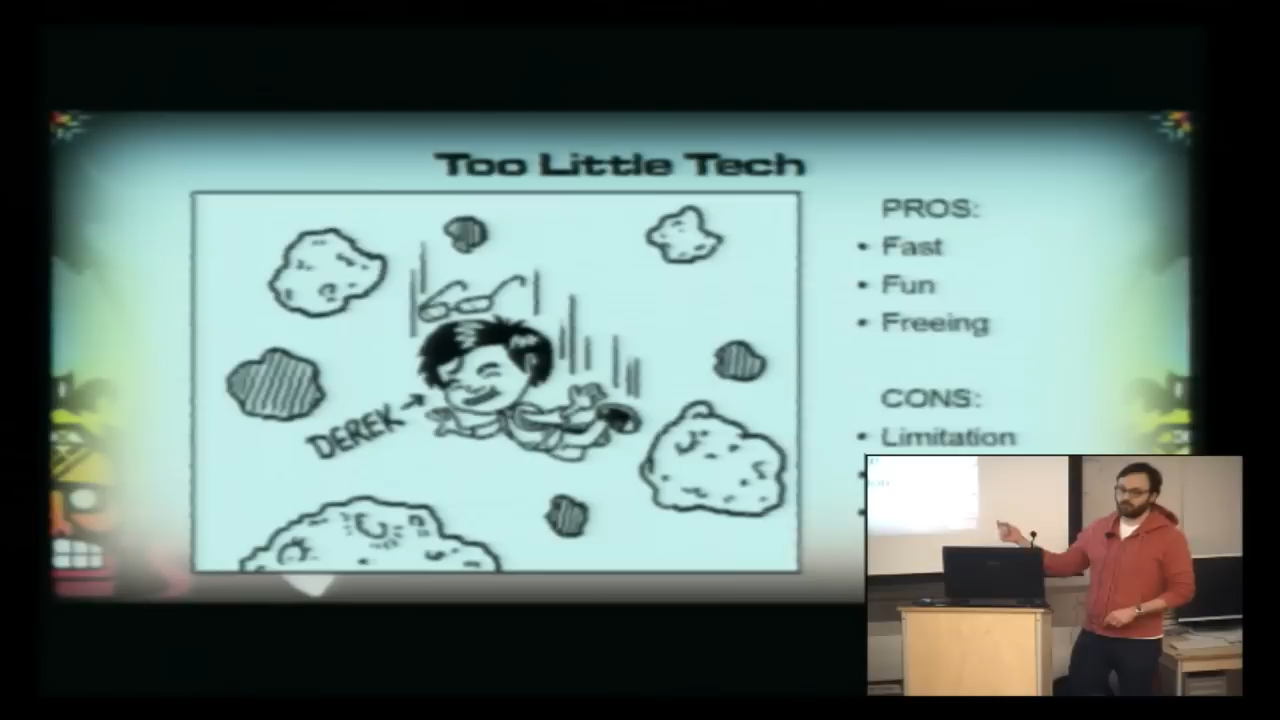 Too Little Tech
PROS:
• Fast
• Fun
• Freeing
CONS:
• Limitation
DEREK